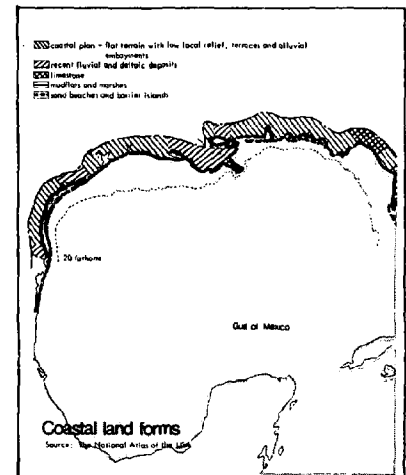 coastal plan - flat terrain with low local relief, terraces and alluvial
embayments
recent fluvial and deltaic deposits
limestone
mudflats and marshes
sand beaches and barrier islands
20 fathoms
Gulf of Mexico
Coastal land forms
Source: The National Atlas of the USA